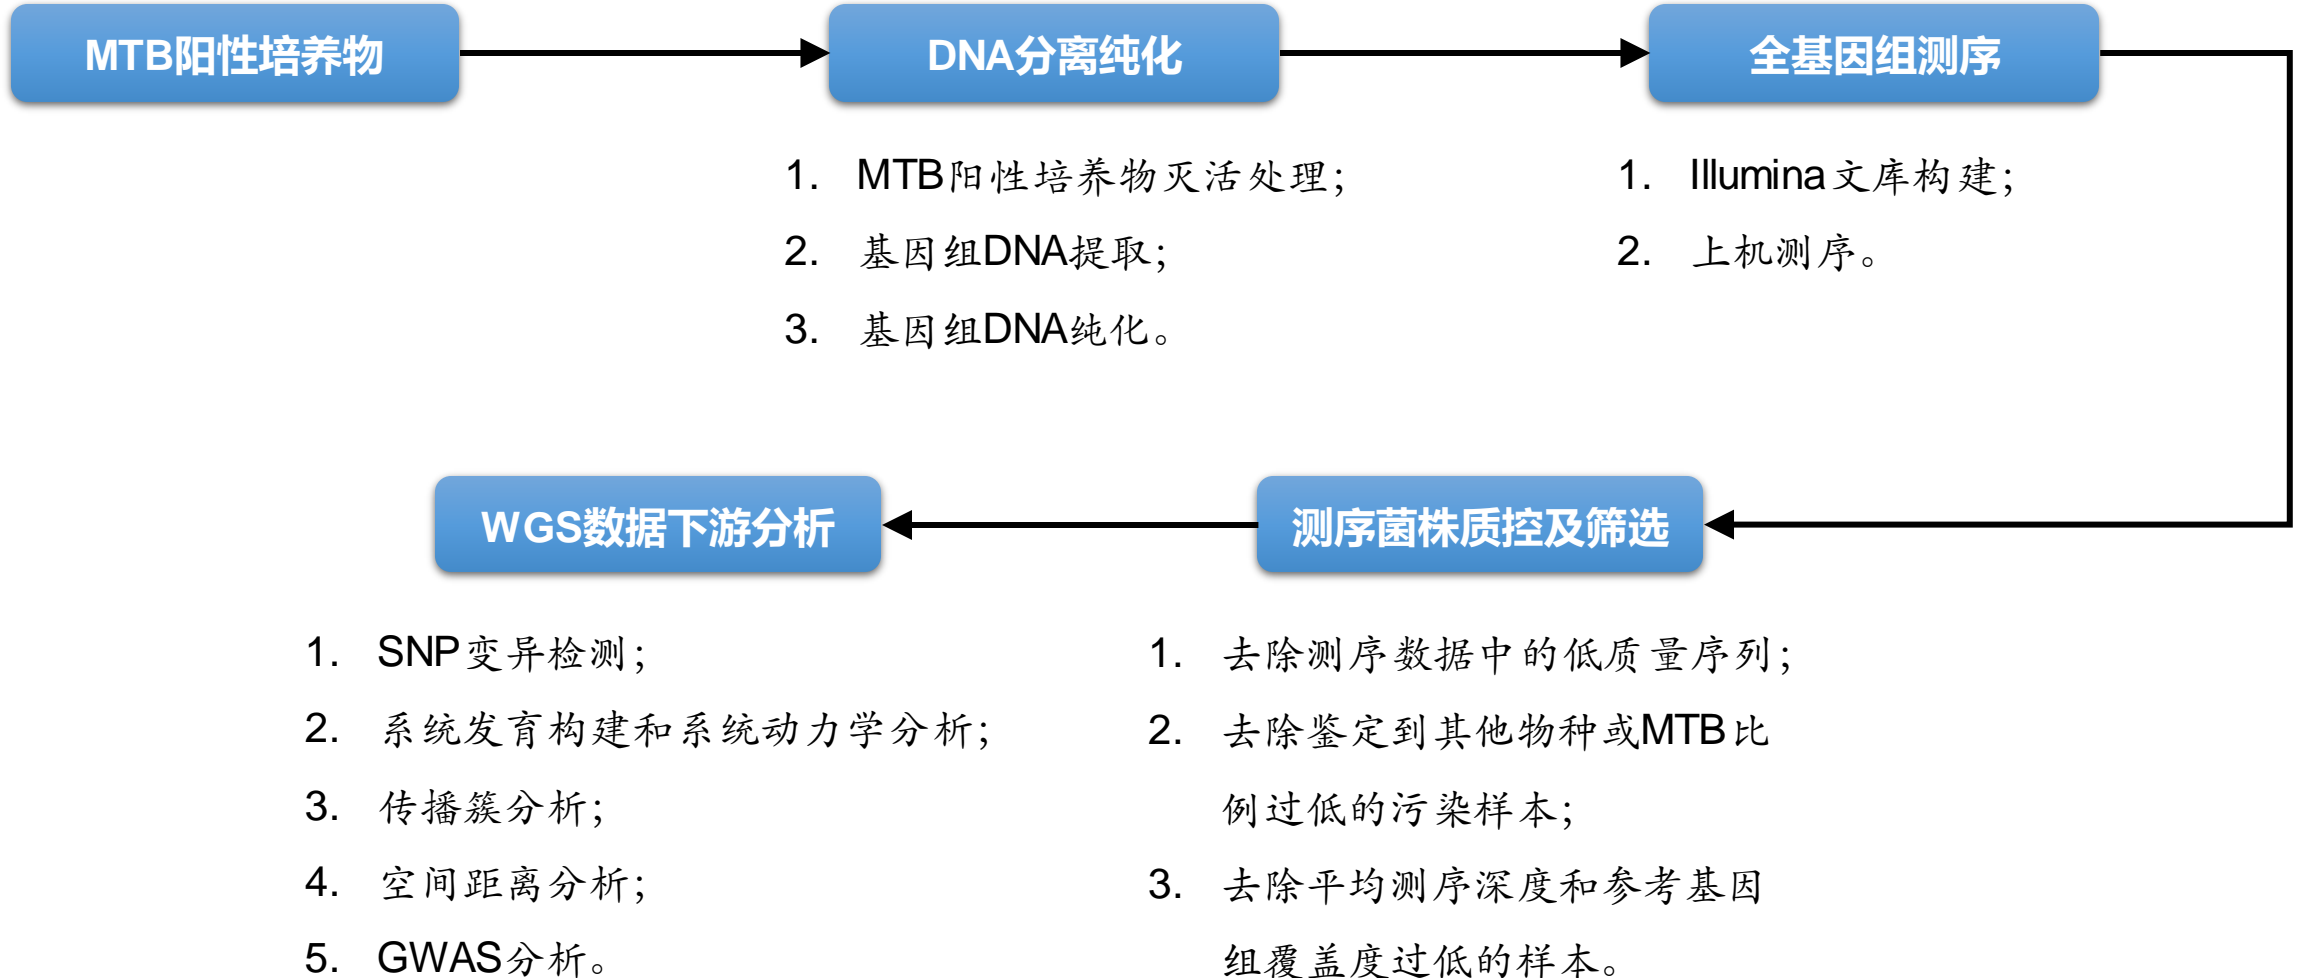 MTB阳性培养物
DNA分离纯化
全基因组测序
1. MTB阳性培养物灭活处理；
2. 基因组DNA提取；
3. 基因组DNA纯化。
1. Illumina文库构建；
2. 上机测序。
测序菌株质控及筛选
1. 去除测序数据中的低质量序列；
2. 去除鉴定到其他物种或MTB比
例过低的污染样本；
3. 去除平均测序深度和参考基因
组覆盖度过低的样本。
WGS数据下游分析
1. SNP变异检测；
2. 系统发育构建和系统动力学分析；
3. 传播簇分析；
4. 空间距离分析；
5. GWAS分析。